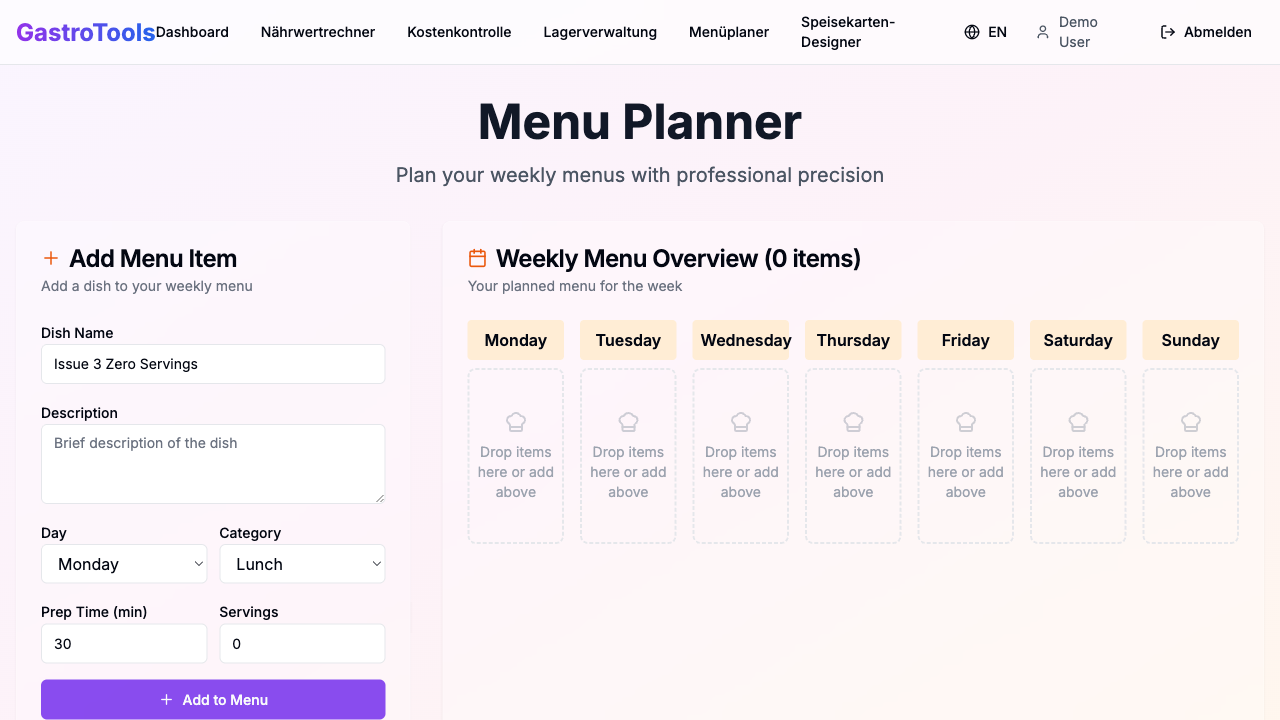 GastroTools
Dashboard
Nährwertrechner
Kostenkontrolle
Lagerverwaltung
Menüplaner
Speisekarten-
Designer
EN
Demo
User
Abmelden
Menu Planner
Plan your weekly menus with professional precision
Add Menu Item
Add a dish to your weekly menu
Dish Name
Issue 3 Zero Servings
Description
Brief description of the dish
Day
Category
Monday
Lunch
Prep Time (min)
Servings
30
0
Add to Menu
Weekly Menu Overview (0 items)
Your planned menu for the week
Monday
Tuesday
Wednesday
Thursday
Friday
Saturday
Sunday
Drop items
here or add
above
Drop items
here or add
above
Drop items
here or add
above
Drop items
here or add
above
Drop items
here or add
above
Drop items
here or add
above
Drop items
here or add
above